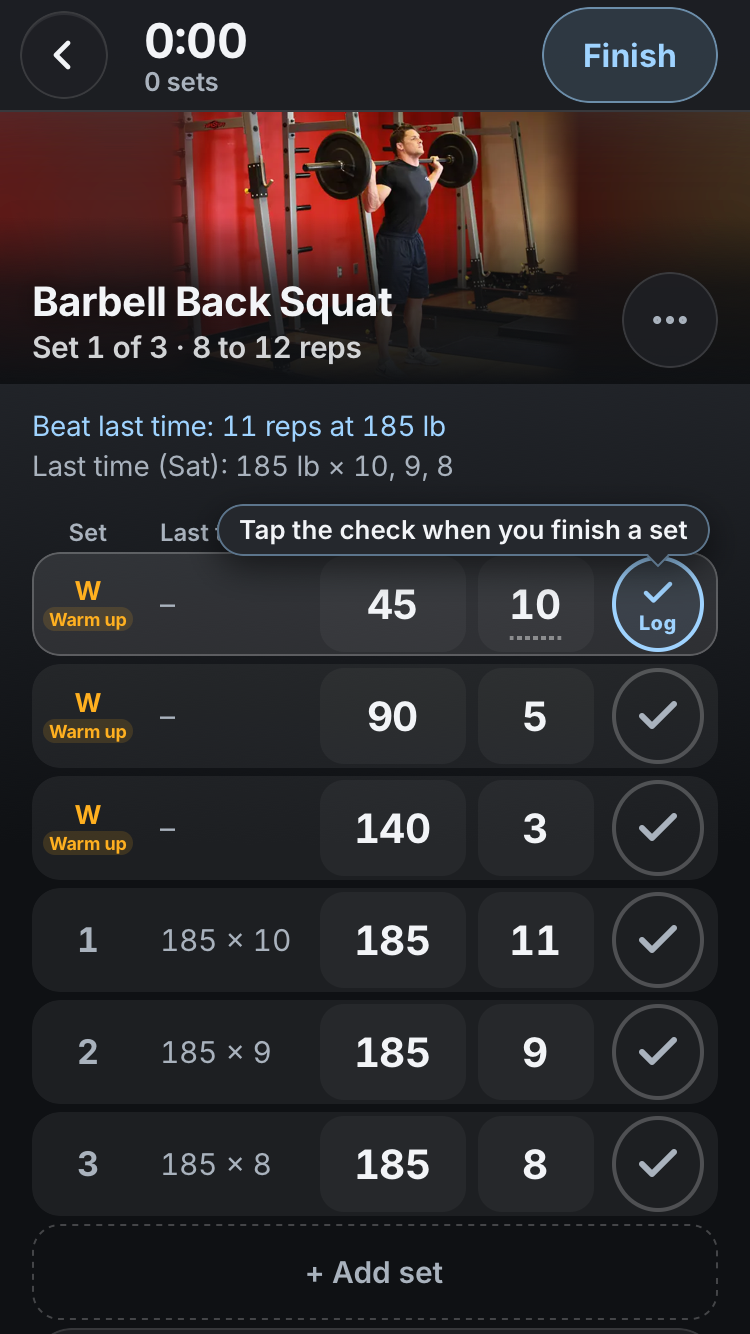 0:00
0 sets
Finish
Barbell Back Squat
Set 1 of 3 · 8 to 12 reps
Beat last time: 11 reps at 185 lb
Last time (Sat): 185 lb × 10, 9, 8
Tap the check when you finish a set
Set Last
W
Warm up
– 45 10 Log
W
Warm up
– 90 5
W
Warm up
– 140 3
1 185 × 10 185 11
2 185 × 9 185 9
3 185 × 8 185 8
+ Add set